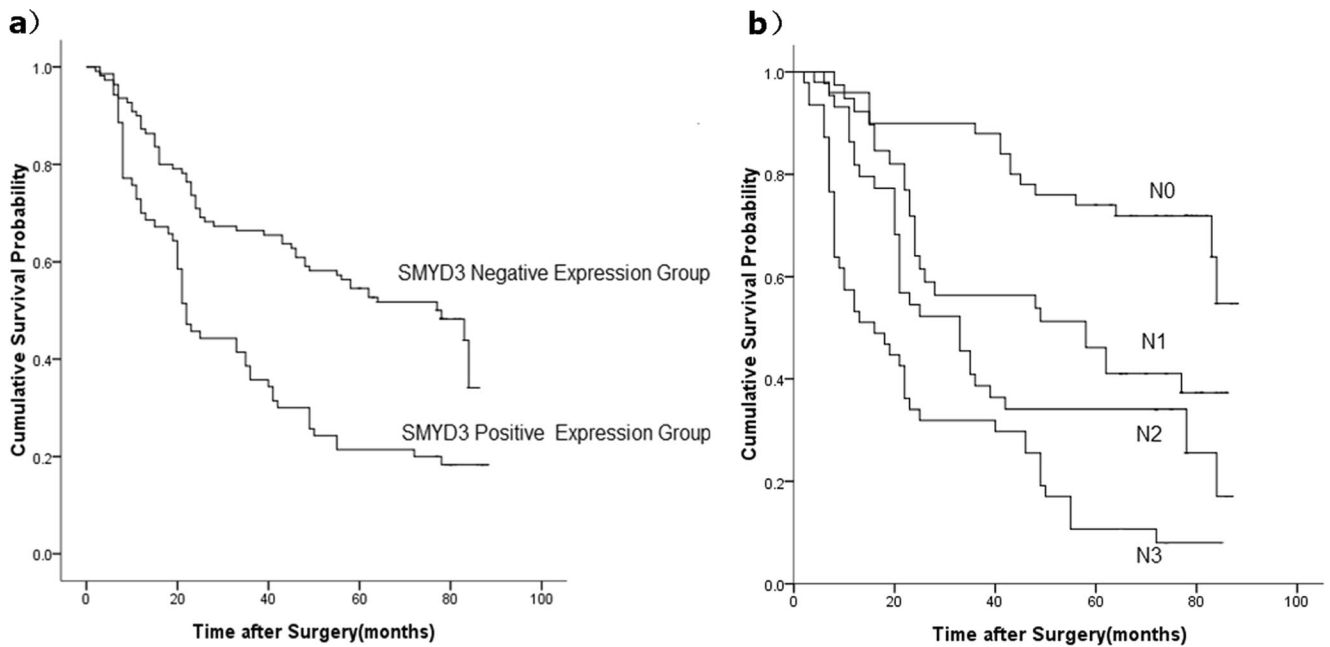 a)
Cumulative Survival Probability
1.0
0.8
0.6
0.4
0.2
0.0
SMYD3 Negative Expression Group
SMYD3 Positive Expression Group
0 20 40 60 80 100
Time after Surgery(months)
b)
Cumulative Survival Probability
1.0
0.8
0.6
0.4
0.2
0.0
N0
N1
N2
N3
0 20 40 60 80 100
Time after Surgery(months)